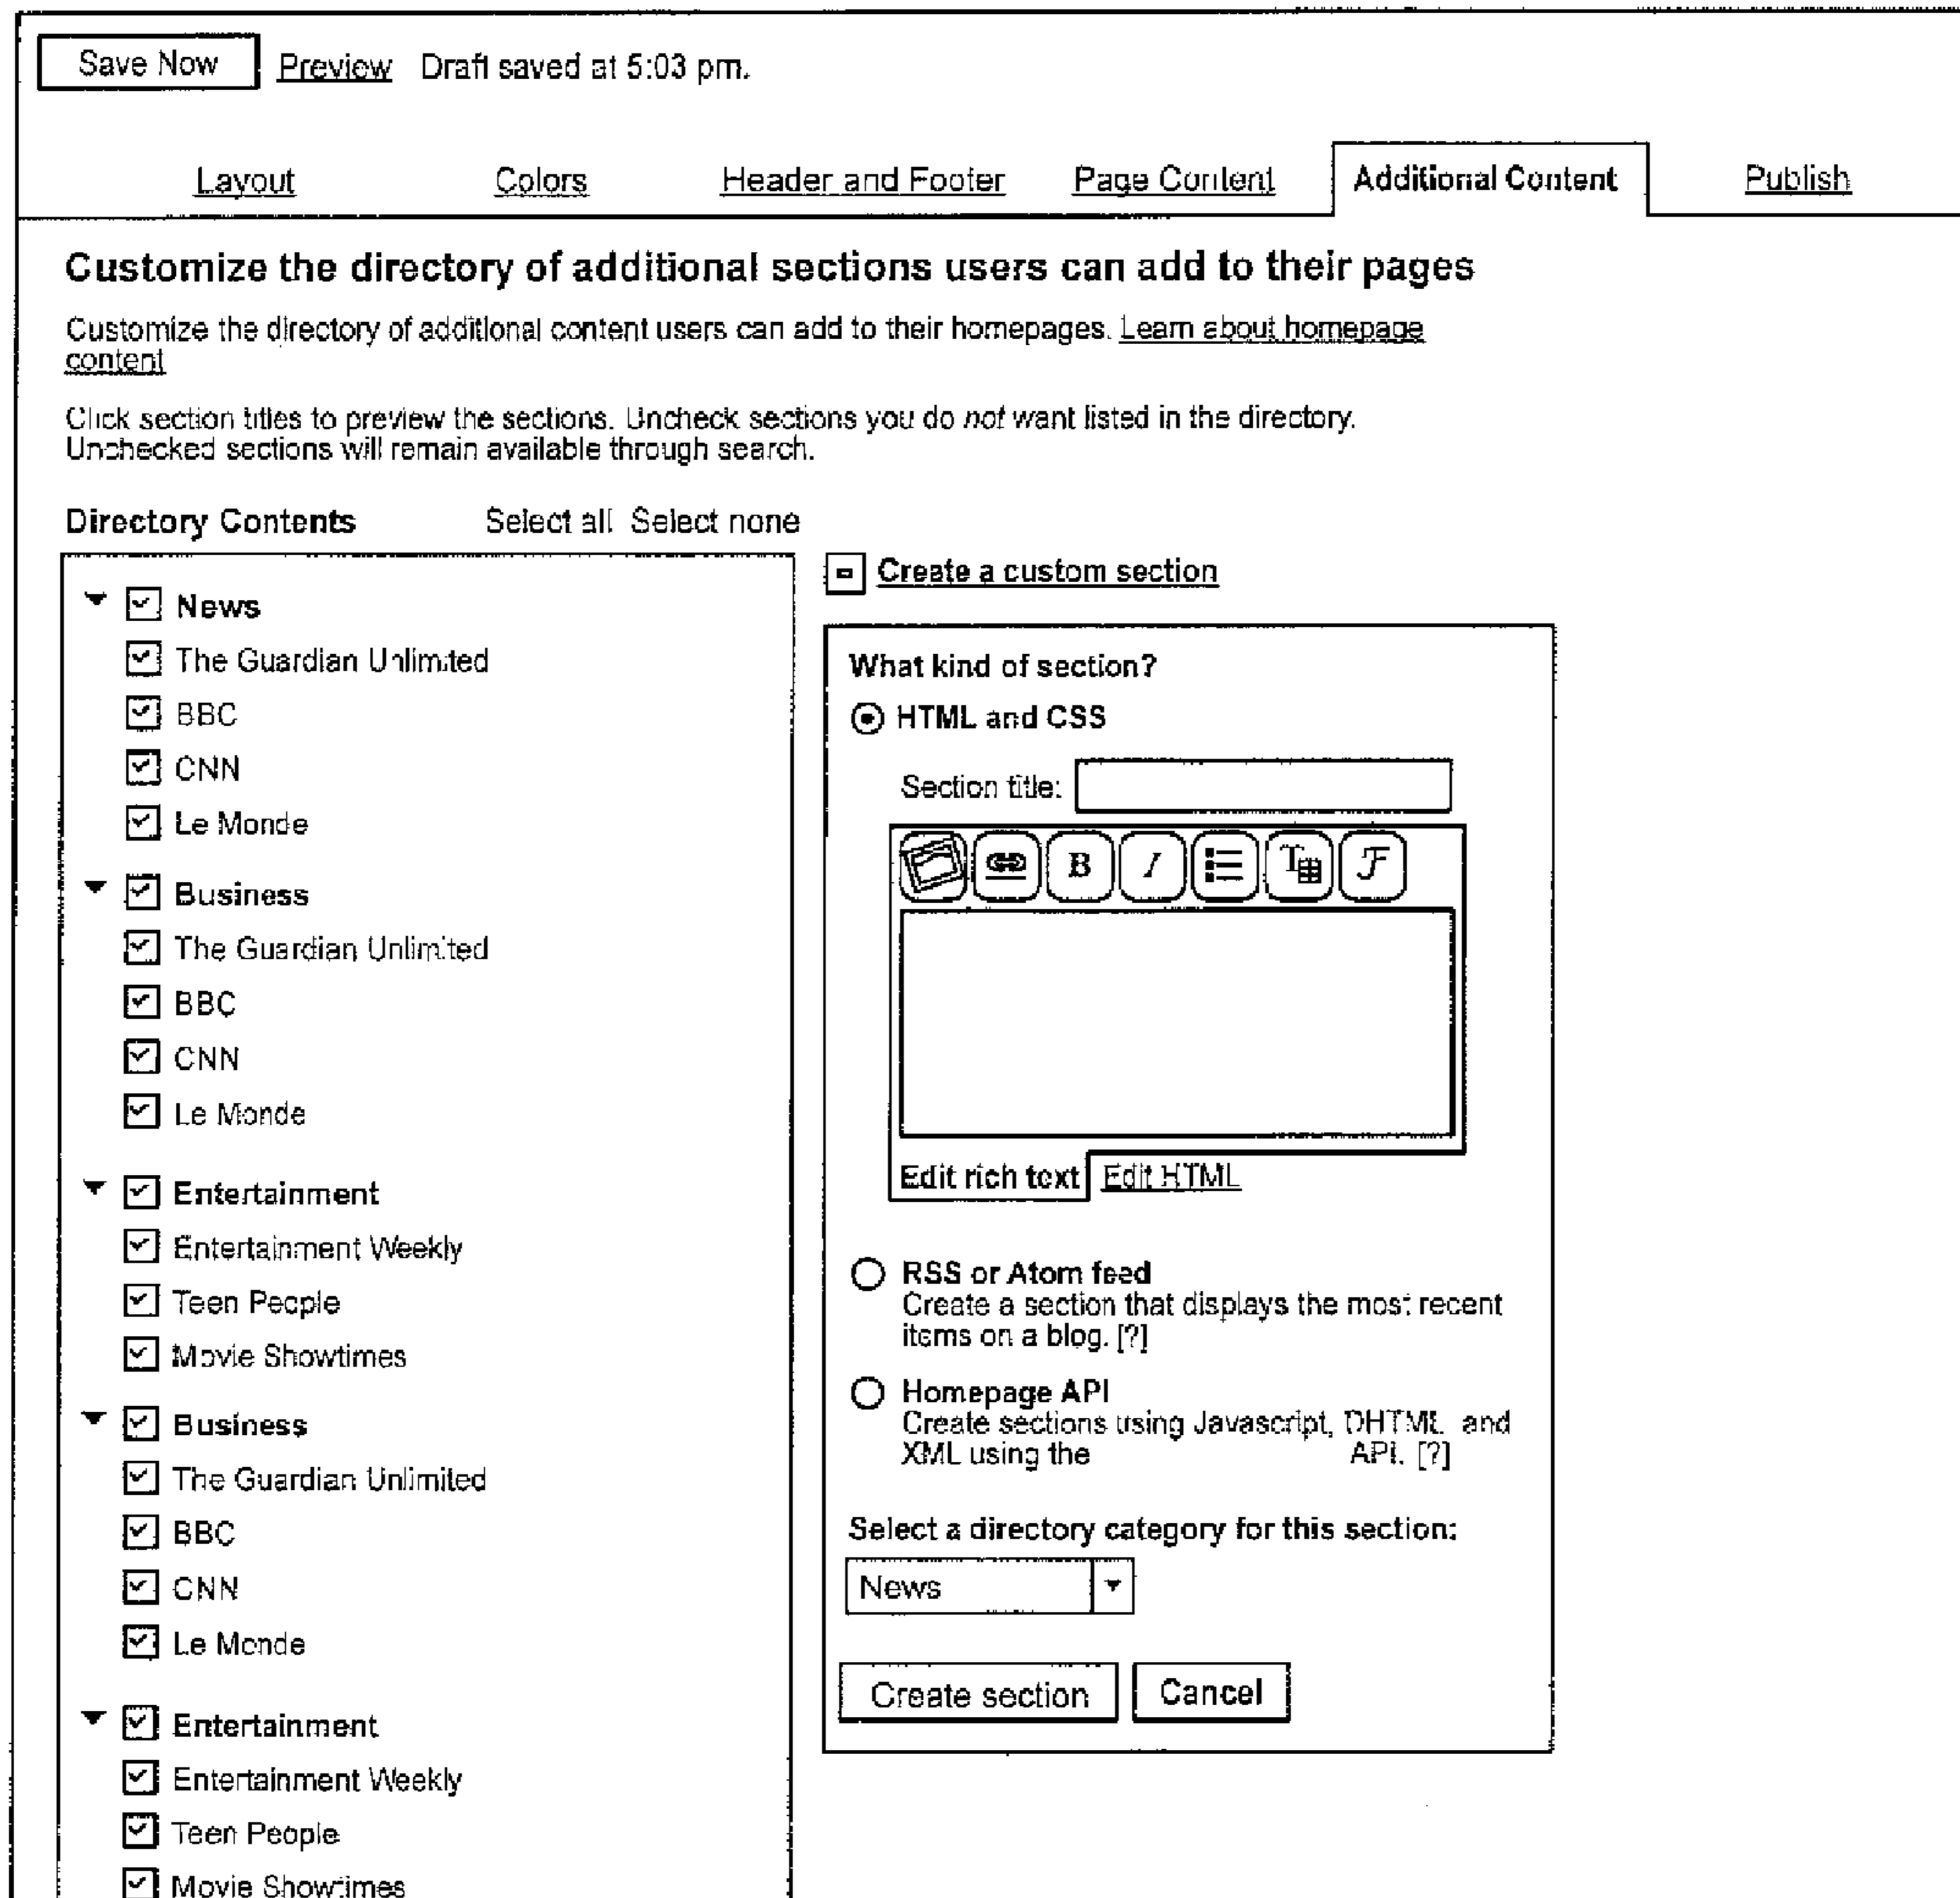 Save Now Preview Draft saved at 5:03 pm.
Layout Colors Header and Footer Page Content Additional Content Publish
Customize the directory of additional sections users can add to their pages
Customize the directory of additional content users can add to their homepages. Learn about homepage
content
Click section titles to preview the sections. Uncheck sections you do not want listed in the directory.
Unchecked sections will remain available through search.
Directory Contents Select all Select none
News
The Guardian Unlimited
BBC
CNN
Le Monde
Business
The Guardian Unlimited
BBC
CNN
Le Monde
Entertainment
Entertainment Weekly
Teen People
Movie Showtimes
Business
The Guardian Unlimited
BBC
CNN
Le Monde
Entertainment
Entertainment Weekly
Teen People
Movie Showtimes
Create a custom section
What kind of section?
HTML and CSS
Section title:
B I T F
Edit rich text Edit HTML
RSS or Atom feed
Create a section that displays the most recent
items on a blog. [?]
Homepage API
Create sections using Javascript, DHTML and
XML using the API. [?]
Select a directory category for this section:
News
Create section Cancel